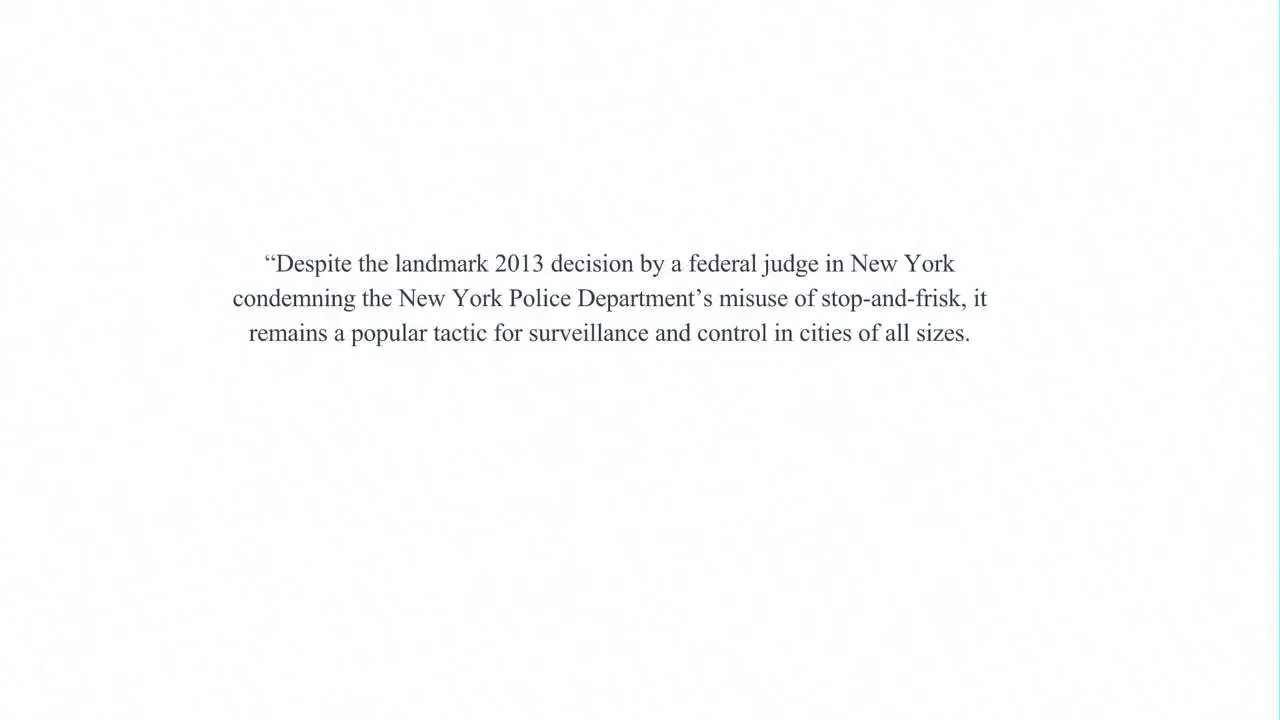 “Despite the landmark 2013 decision by a federal judge in New York
condemning the New York Police Department’s misuse of stop-and-frisk, it
remains a popular tactic for surveillance and control in cities of all sizes.